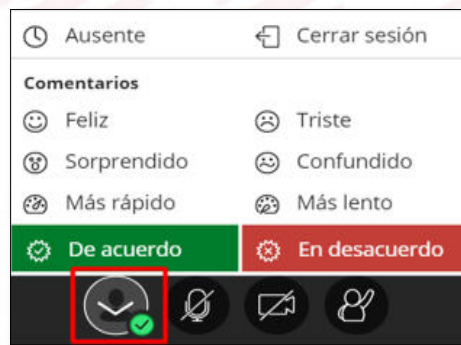 Ausente Cerrar sesión
Comentarios
Feliz Triste
Sorprendido Confundido
Más rápido Más lento
De acuerdo En desacuerdo